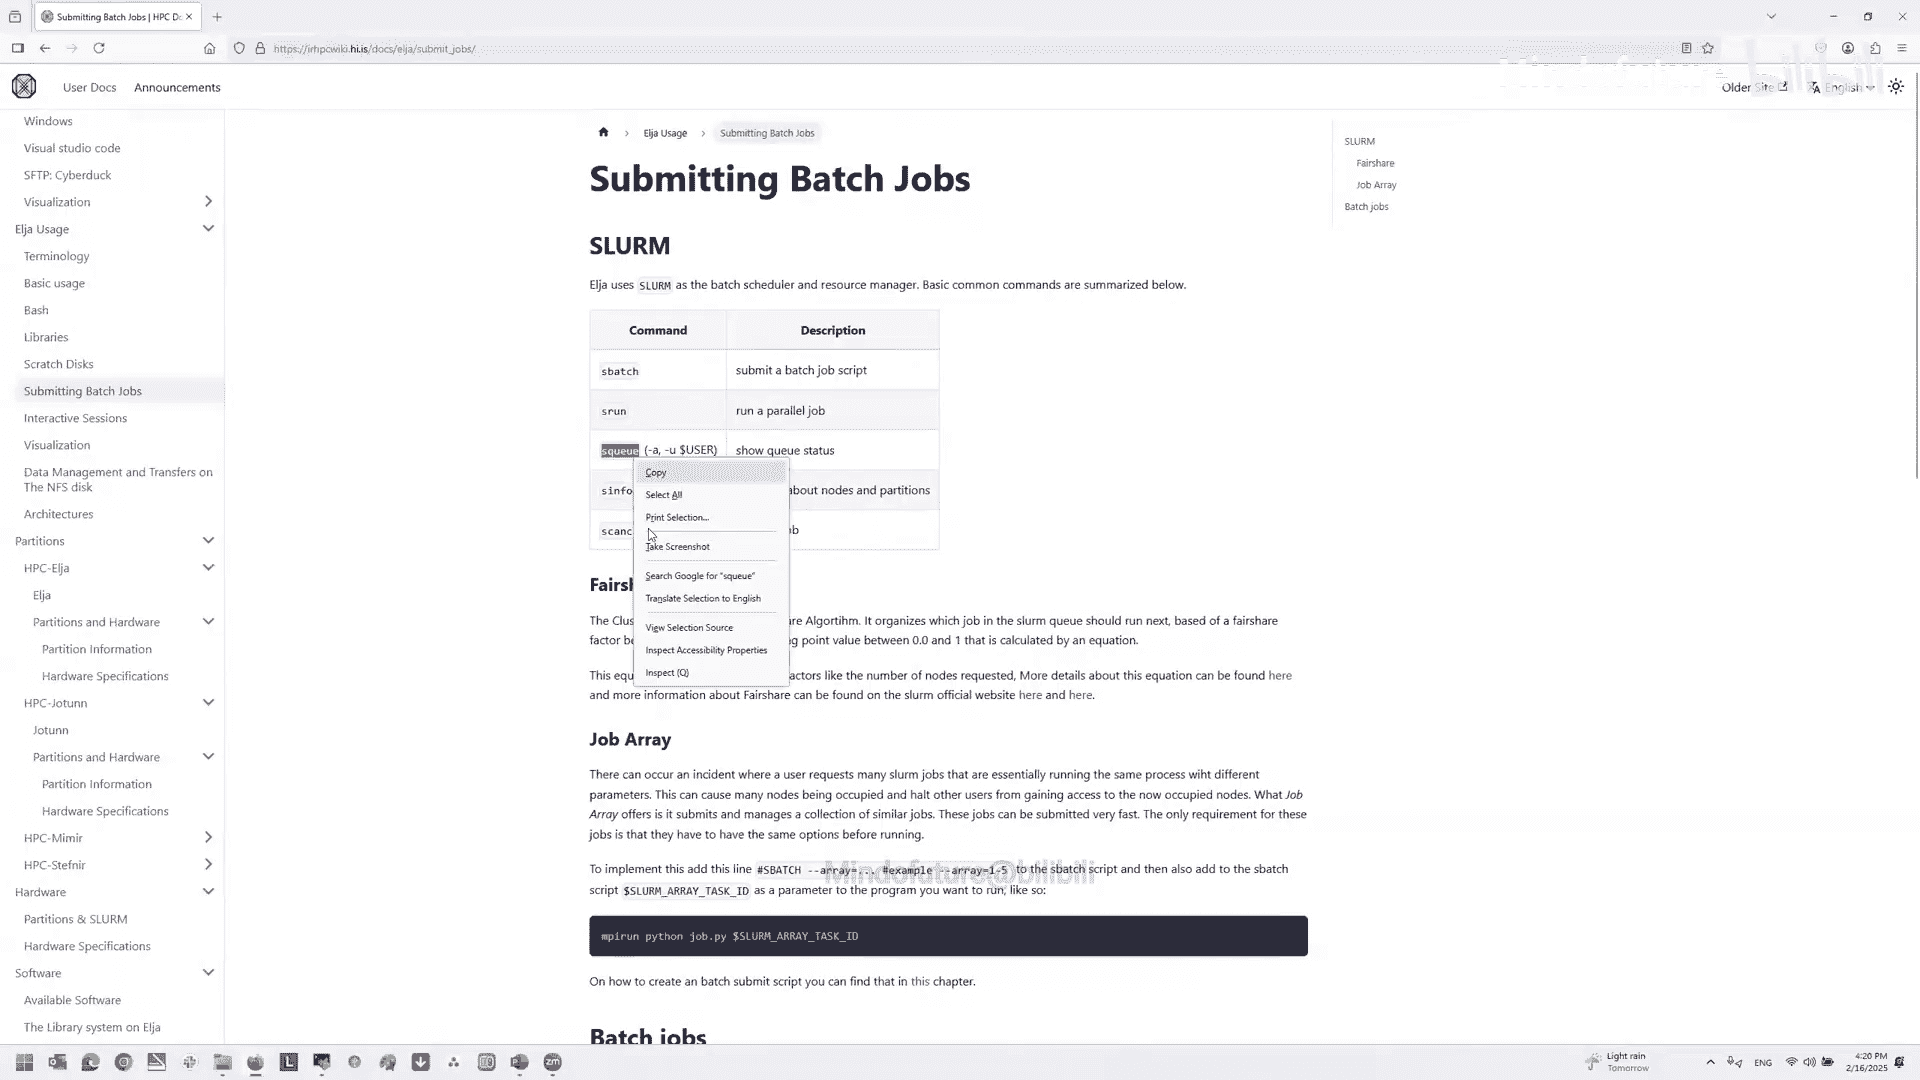 Submitting Batch Jobs | HPC Do
https://irhpcwiki.hi.is/docs/elja/submit_jobs/
User Docs
Announcements
Older Site
English
bilibili
Windows
Visual studio code
SFTP: Cyberduck
Visualization
Elja Usage
Terminology
Basic usage
Bash
Libraries
Scratch Disks
Submitting Batch Jobs
Interactive Sessions
Visualization
Data Management and Transfers on
The NFS disk
Architectures
Partitions
HPC-Elja
Elja
Partitions and Hardware
Partition Information
Hardware Specifications
HPC-Jotunn
Jotunn
Partitions and Hardware
Partition Information
Hardware Specifications
HPC-Mimir
HPC-Stefnir
Hardware
Partitions & SLURM
Hardware Specifications
Software
Available Software
The Library system on Elja
Elja Usage
Submitting Batch Jobs
Submitting Batch Jobs
SLURM
Elja uses SLURM as the batch scheduler and resource manager. Basic common commands are summarized below.
Command Description
sbatch submit a batch job script
srun run a parallel job
squeue (-a, -u $USER) show queue status
sinfo about nodes and partitions
scanc
Copy
Select All
Print Selection...
Take Screenshot
Search Google for "squeue"
Translate Selection to English
View Selection Source
Inspect Accessibility Properties
Inspect (Q)
Fairsh
The Clus re Algortihm. It organizes which job in the slurm queue should run next, based of a fairshare
factor be ng point value between 0.0 and 1 that is calculated by an equation.
This equ actors like the number of nodes requested, More details about this equation can be found here
and more information about Fairshare can be found on the slurm official website here and here.
Job Array
There can occur an incident where a user requests many slurm jobs that are essentially running the same process wiht different
parameters. This can cause many nodes being occupied and halt other users from gaining access to the now occupied nodes. What Job
Array offers is it submits and manages a collection of similar jobs. These jobs can be submitted very fast. The only requirement for these
jobs is that they have to have the same options before running.
To implement this add this line #SBATCH --array=... #example --array=1-5 to the sbatch script and then also add to the sbatch
script $SLURM_ARRAY_TASK_ID as a parameter to the program you want to run, like so:
Mindofuture@bilibili
mpirun python job.py $SLURM_ARRAY_TASK_ID
On how to create an batch submit script you can find that in this chapter.
Batch jobs
SLURM
Fairshare
Job Array
Batch jobs
Light rain
Tomorrow
ENG
4:20 PM
2/16/2025